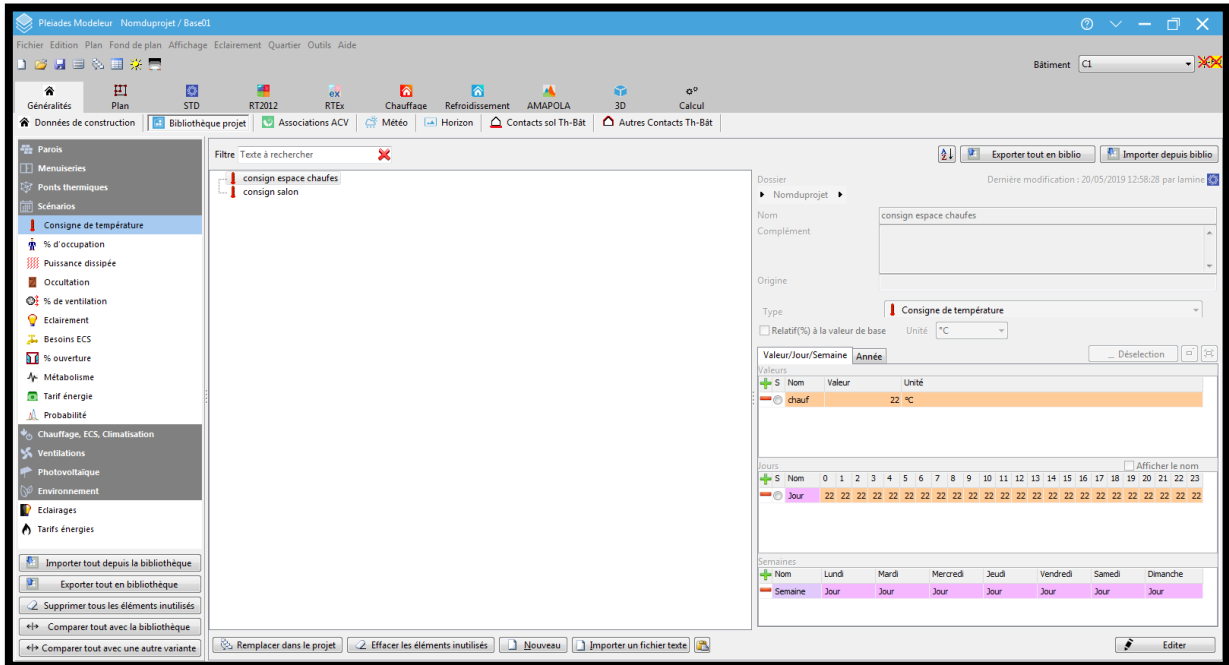 Pleiades Modeleur Nomduprojet / Base01
Fichier Edition Plan Fond de plan Affichage Eclairement Quartier Outils Aide
Bâtiment C1
Généralités Plan STD RT2012 RTEx Chauffage Refroidissement AMAPOLA 3D Calcul
Données de construction Bibliothèque projet Associations ACV Météo Horizon Contacts sol Th-Bât Autres Contacts Th-Bât
Parois
Menuiseries
Ponts thermiques
Scénarios
Consigne de température
% d'occupation
Puissance dissipée
Occultation
% de ventilation
Eclairement
Besoins ECS
% ouverture
Métabolisme
Tarif énergie
Probabilité
Chauffage, ECS, Climatisation
Ventilations
Photovoltaïque
Environnement
Eclairages
Tarifs énergies
Importer tout depuis la bibliothèque
Exporter tout en bibliothèque
Supprimer tous les éléments inutilisés
Comparer tout avec la bibliothèque
Comparer tout avec une autre variante
Filtre Texte à rechercher
consign espace chaufes
consign salon
Remplacer dans le projet Effacer les éléments inutilisés Nouveau Importer un fichier texte
Exporter tout en biblio Importer depuis biblio
Dossier Dernière modification : 20/05/2019 12:58:28 par lamine
Nomduprojet
Nom consign espace chaufes
Complément
Origine
Type Consigne de température
Relatif(%) à la valeur de base Unité °C
Valeur/Jour/Semaine Année ... Déselection
Valeurs
S Nom Valeur Unité
chauf 22 °C
Jours Afficher le nom
S Nom 0 1 2 3 4 5 6 7 8 9 10 11 12 13 14 15 16 17 18 19 20 21 22 23
Jour 22 22 22 22 22 22 22 22 22 22 22 22 22 22 22 22 22 22 22 22 22 22 22 22
Semaines
Nom Lundi Mardi Mercredi Jeudi Vendredi Samedi Dimanche
Semaine Jour Jour Jour Jour Jour Jour Jour
Editer